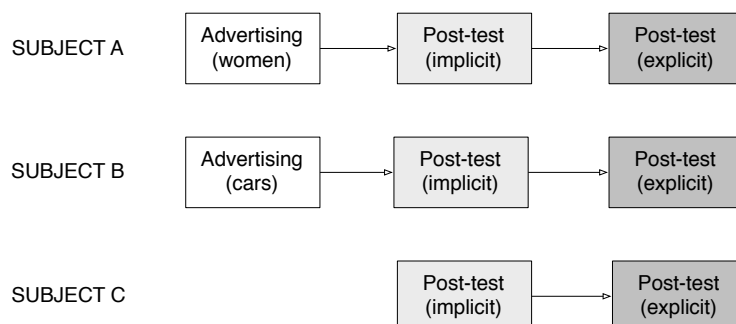 SUBJECT A
Advertising
(women)
Post-test
(implicit)
Post-test
(explicit)
SUBJECT B
Advertising
(cars)
Post-test
(implicit)
Post-test
(explicit)
SUBJECT C
Post-test
(implicit)
Post-test
(explicit)